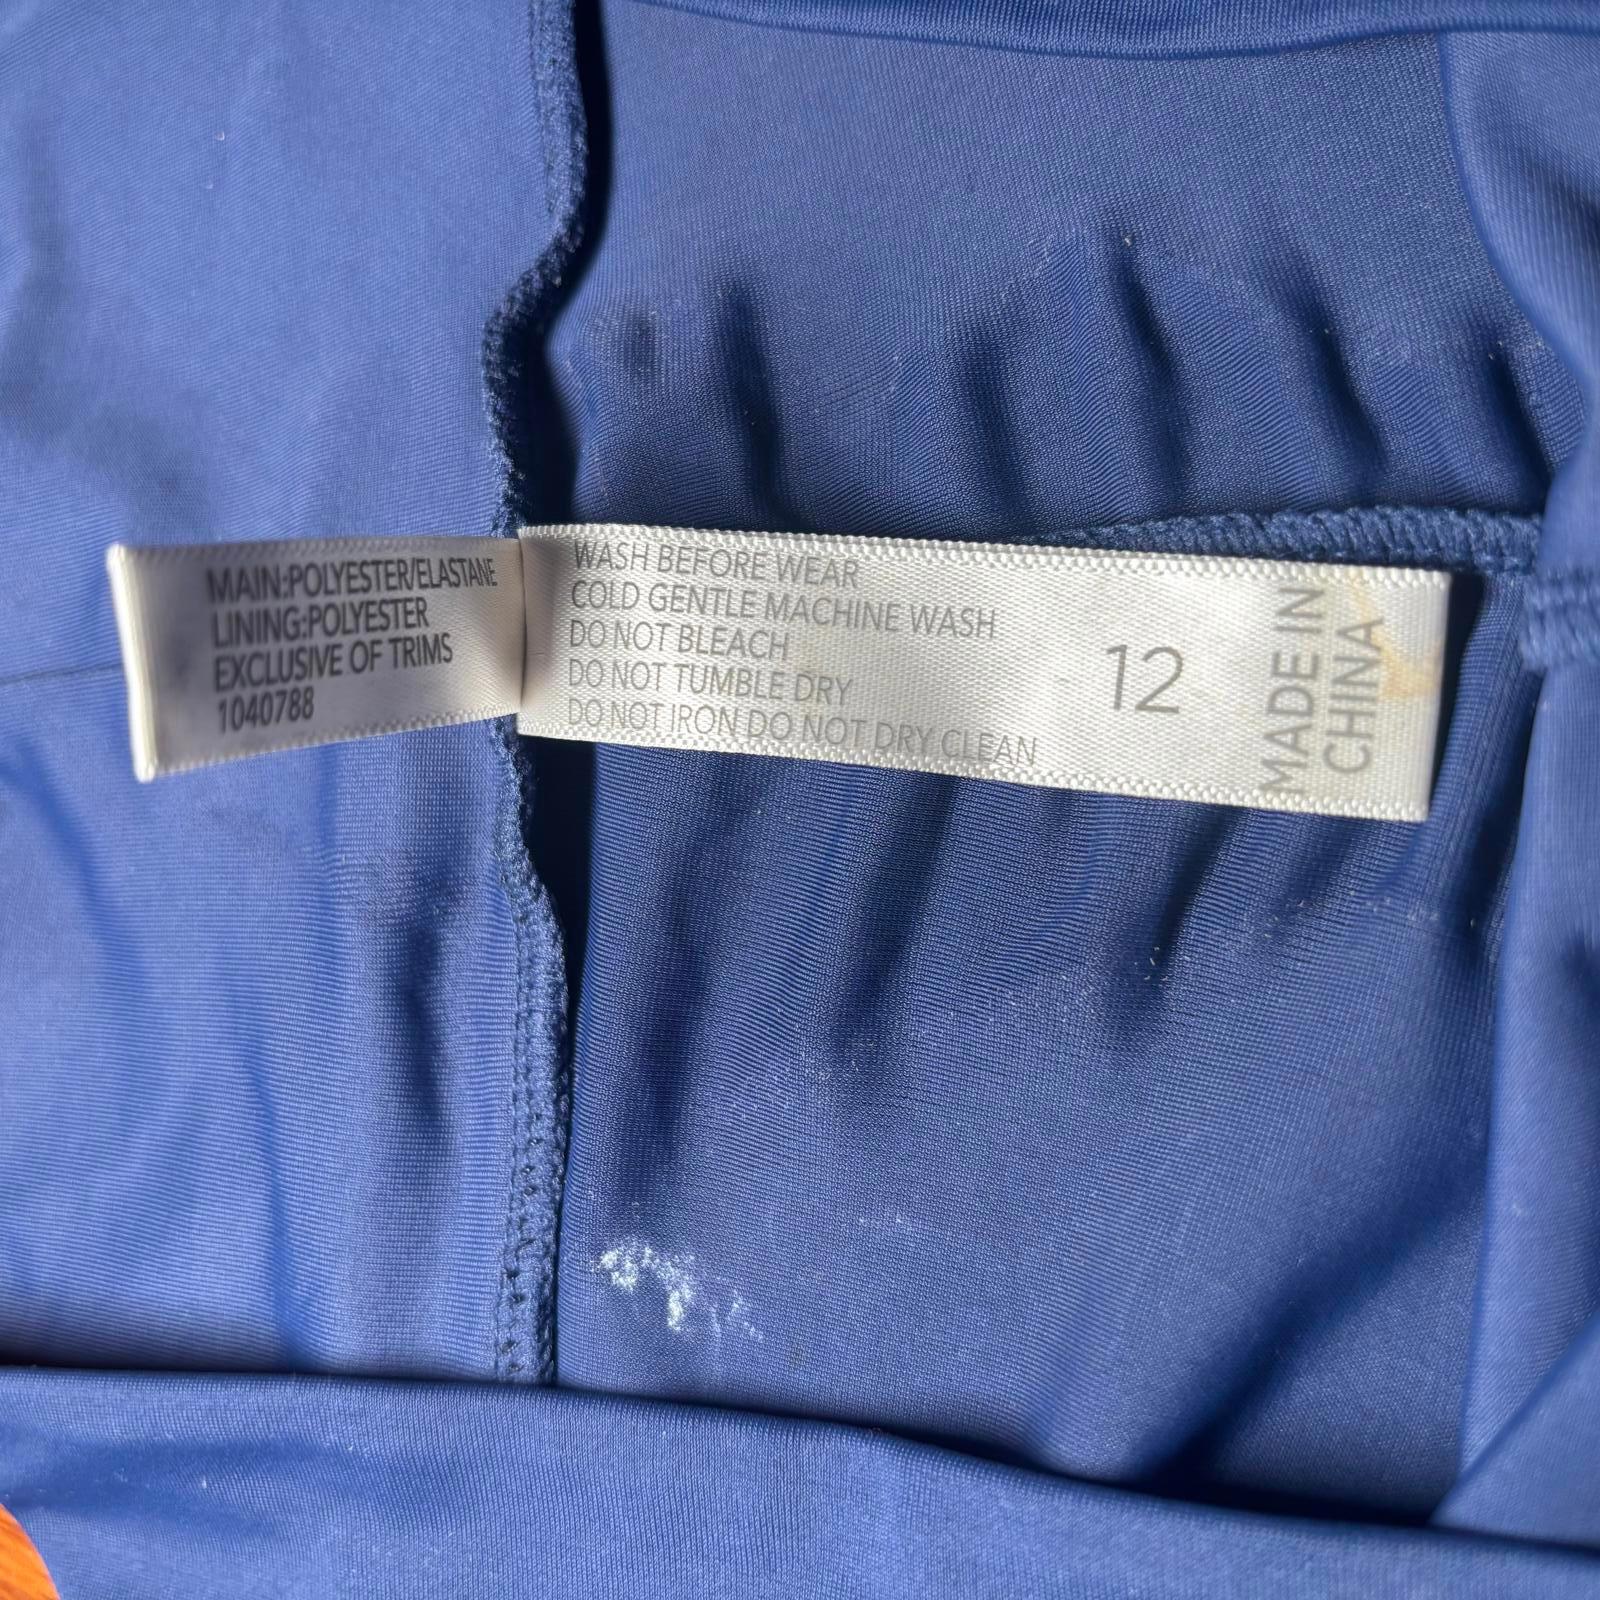 MAIN:POLYESTER/ELASTANE
LINING:POLYESTER
EXCLUSIVE OF TRIMS
1040788
WASH BEFORE WEAR
COLD GENTLE MACHINE WASH
DO NOT BLEACH
DO NOT TUMBLE DRY
DO NOT IRON DO NOT DRY CLEAN
12
MADE IN
CHINA